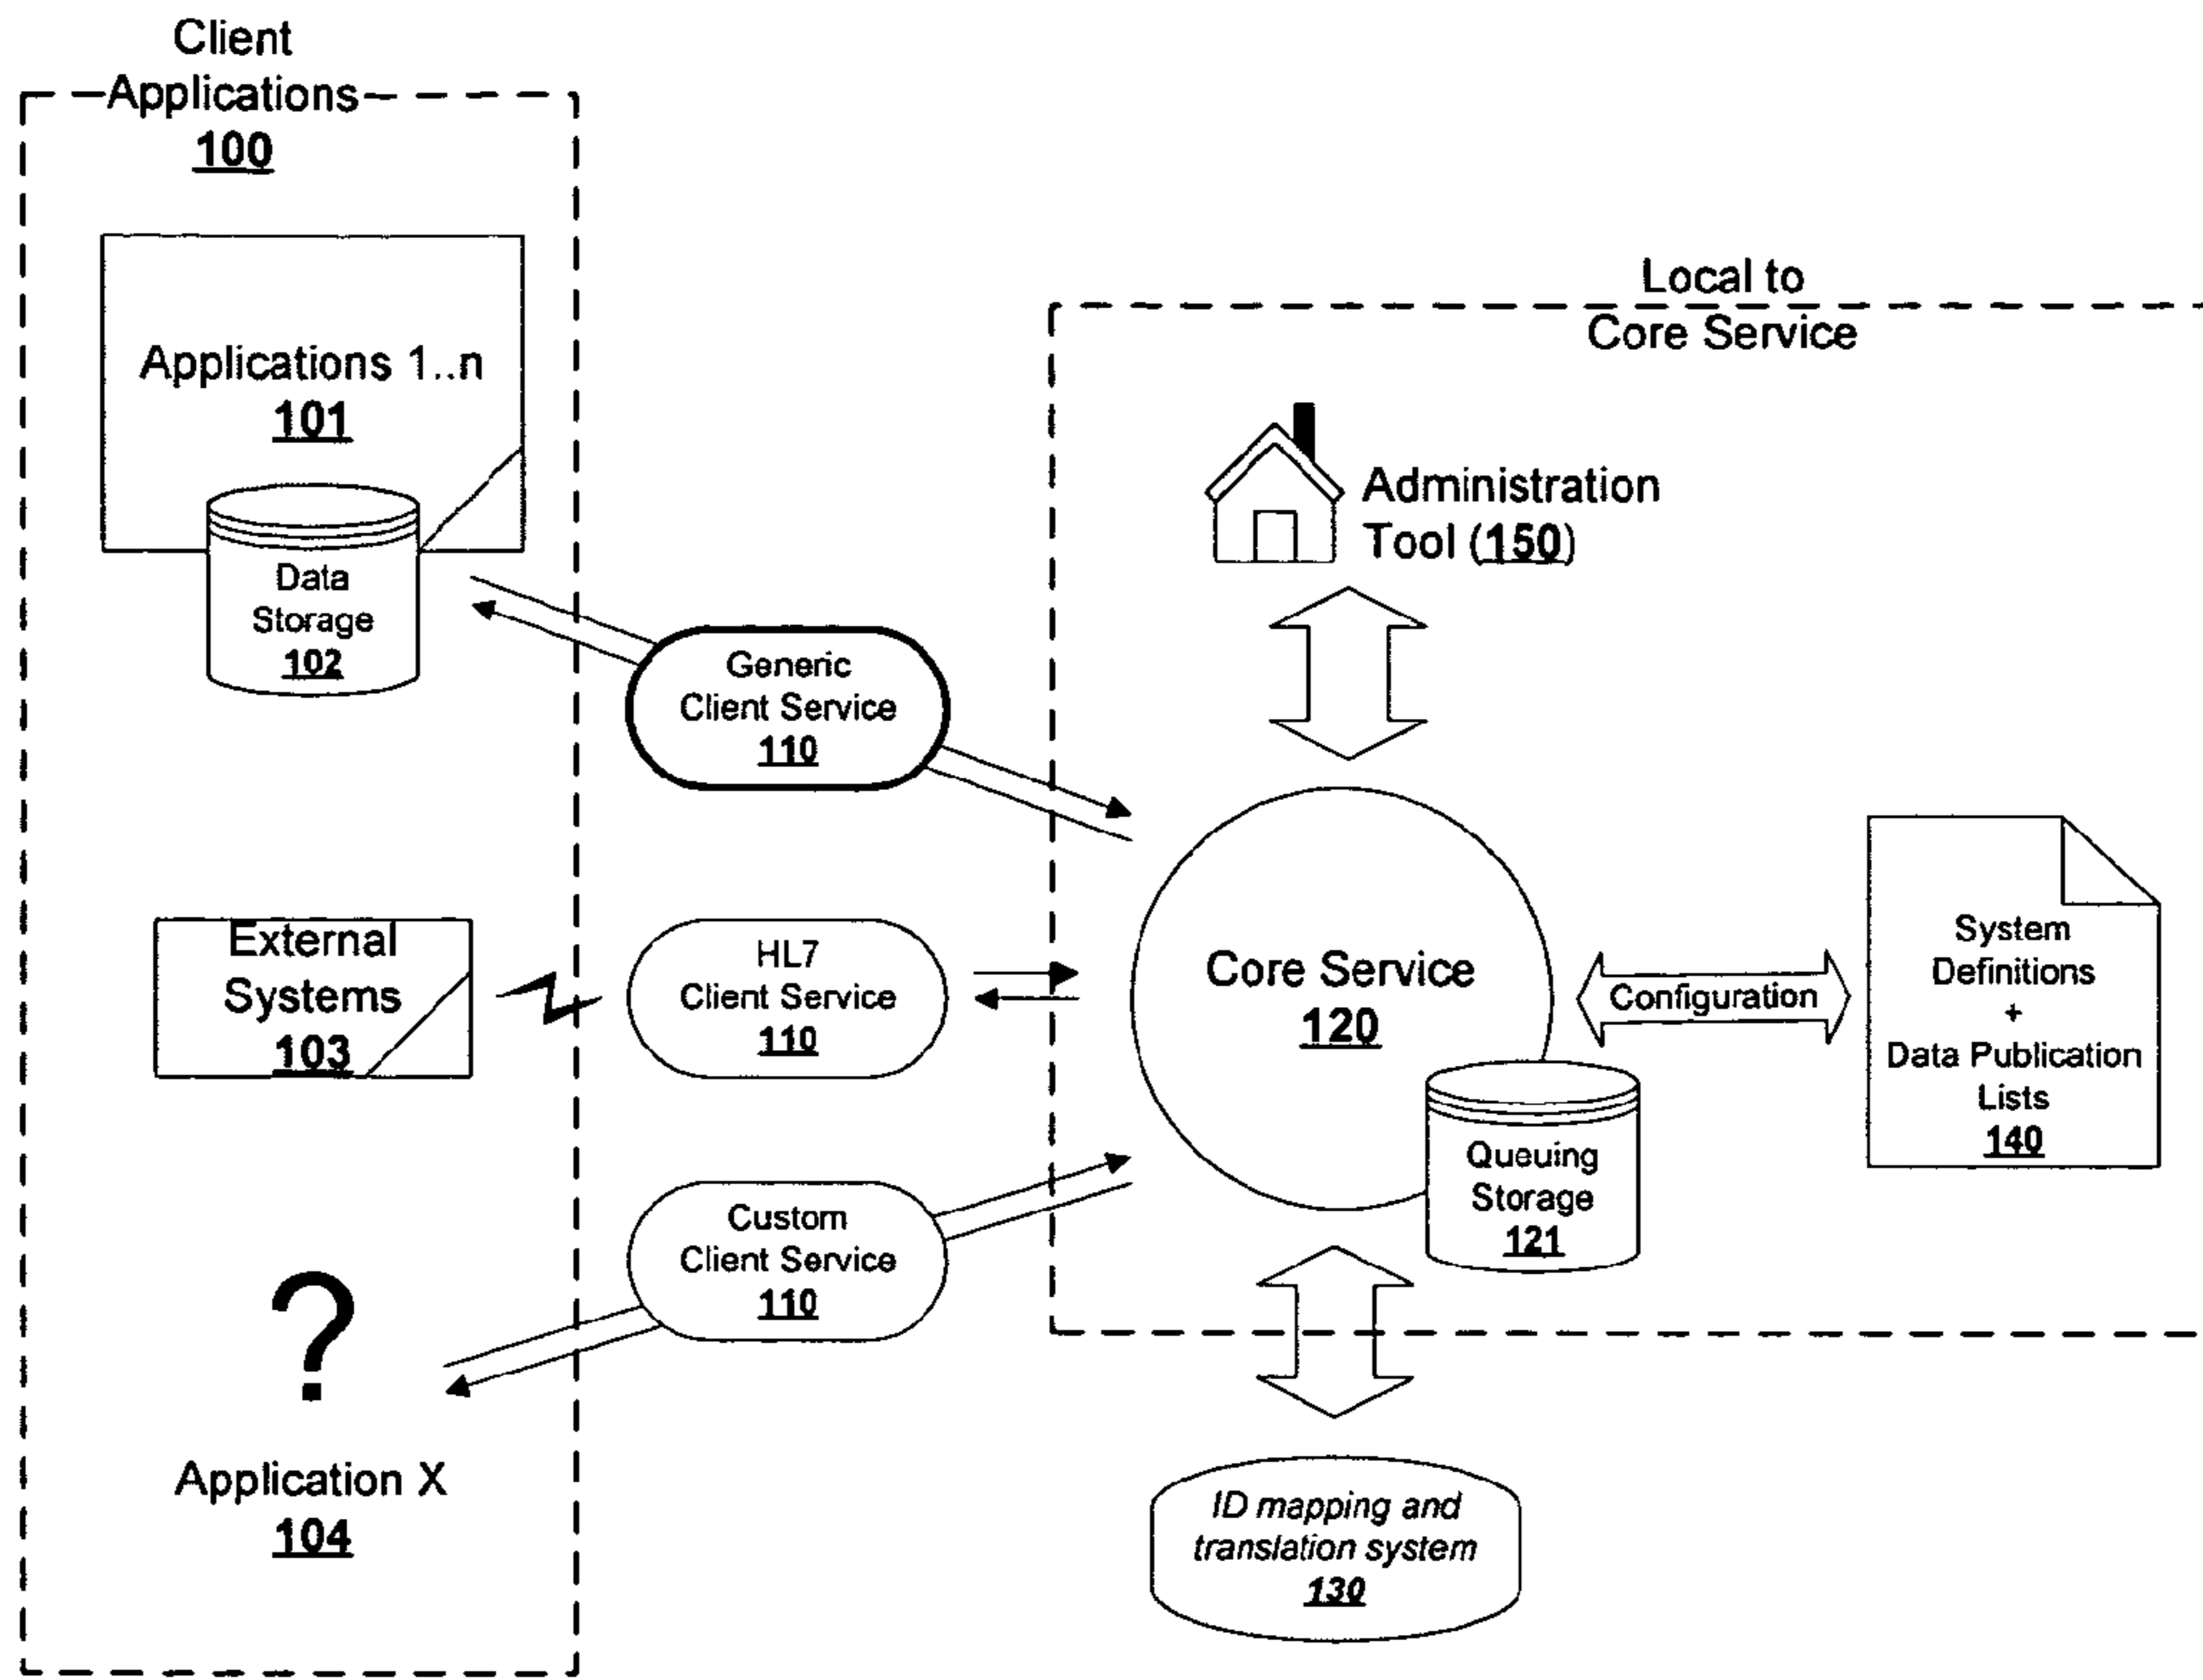 Client
Applications
100
Applications 1..n
101
Data
Storage
102
External
Systems
103
?
Application X
104
Generic
Client Service
110
HL7
Client Service
110
Custom
Client Service
110
Local to
Core Service
Administration
Tool (150)
Core Service
120
Queuing
Storage
121
Configuration
System
Definitions
+
Data Publication
Lists
140
ID mapping and
translation system
130